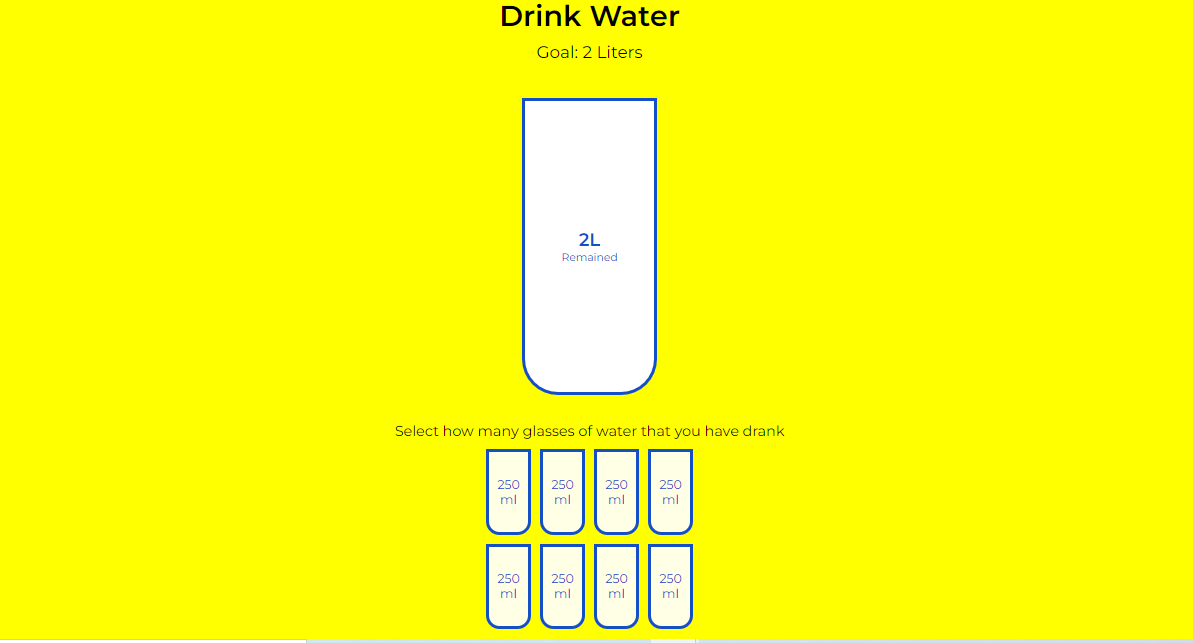 Drink Water
Goal: 2 Liters
2L
Remained
Select how many glasses of water that you have drank
250 250 250 250
ml ml ml ml
250 250 250 250
ml ml ml ml